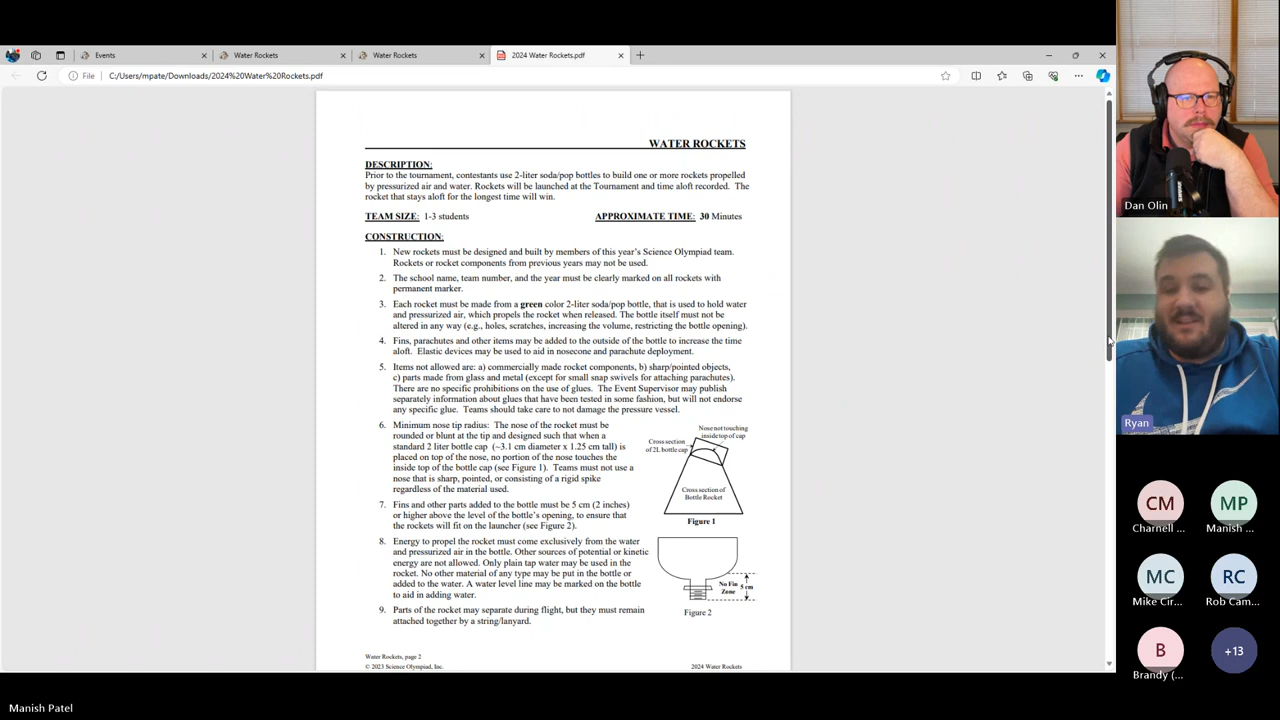 Events
Water Rockets
Water Rockets
2024 Water Rockets.pdf
File
C:/Users/mpate/Downloads/2024%20Water%20Rockets.pdf
WATER ROCKETS
DESCRIPTION:
Prior to the tournament, contestants use 2-liter soda/pop bottles to build one or more rockets propelled
by pressurized air and water. Rockets will be launched at the Tournament and time aloft recorded. The
rocket that stays aloft for the longest time will win.
TEAM SIZE: 1-3 students APPROXIMATE TIME: 30 Minutes
CONSTRUCTION:
1. New rockets must be designed and built by members of this year's Science Olympiad team.
Rockets or rocket components from previous years may not be used.
2. The school name, team number, and the year must be clearly marked on all rockets with
permanent marker.
3. Each rocket must be made from a green color 2-liter soda/pop bottle, that is used to hold water
and pressurized air, which propels the rocket when released. The bottle itself must not be
altered in any way (e.g., holes, scratches, increasing the volume, restricting the bottle opening).
4. Fins, parachutes and other items may be added to the outside of the bottle to increase the time
aloft. Elastic devices may be used to aid in nosecone and parachute deployment.
5. Items not allowed are: a) commercially made rocket components, b) sharp/pointed objects,
c) parts made from glass and metal (except for small snap swivels for attaching parachutes).
There are no specific prohibitions on the use of glues. The Event Supervisor may publish
separately information about glues that have been tested in some fashion, but will not endorse
any specific glue. Teams should take care to not damage the pressure vessel.
6. Minimum nose tip radius: The nose of the rocket must be
rounded or blunt at the tip and designed such that when a
standard 2 liter bottle cap (~3.1 cm diameter x 1.25 cm tall) is
placed on top of the nose, no portion of the nose touches the
inside top of the bottle cap (see Figure 1). Teams must not use a
nose that is sharp, pointed, or consisting of a rigid spike
regardless of the material used.
Nose not touching
inside top of cap
Cross section
of 2L bottle cap
Cross section of
Bottle Rocket
Figure 1
7. Fins and other parts added to the bottle must be 5 cm (2 inches)
or higher above the level of the bottle's opening, to ensure that
the rockets will fit on the launcher (see Figure 2).
8. Energy to propel the rocket must come exclusively from the water
and pressurized air in the bottle. Other sources of potential or kinetic
energy are not allowed. Only plain tap water may be used in the
rocket. No other material of any type may be put in the bottle or
added to the water. A water level line may be marked on the bottle
to aid in adding water.
No Fin
Zone
5 cm
Figure 2
9. Parts of the rocket may separate during flight, but they must remain
attached together by a string/lanyard.
Water Rockets, page 2
© 2023 Science Olympiad, Inc. 2024 Water Rockets
Dan Olin
Ryan
CM
Charnell ...
MP
Manish ...
MC
Mike Cir...
RC
Rob Cam...
B
Brandy (...
+13
Manish Patel